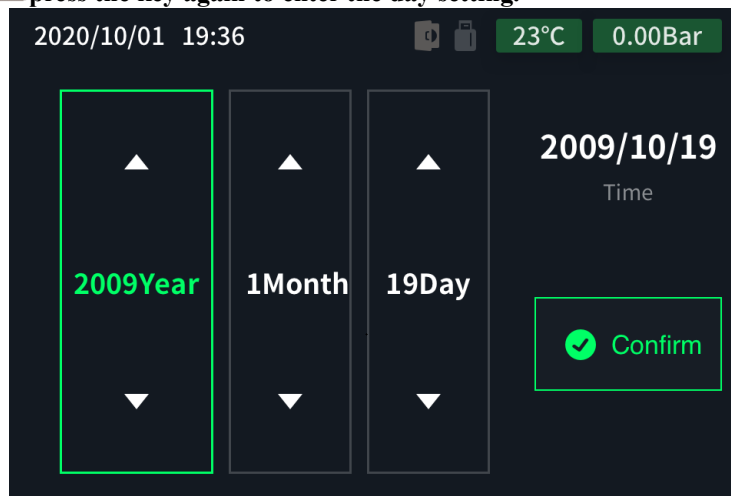 press the key again to enter the day setting.
2020/10/01 19:36 23°C 0.00Bar
2009/10/19
Time
2009Year 1Month 19Day
Confirm